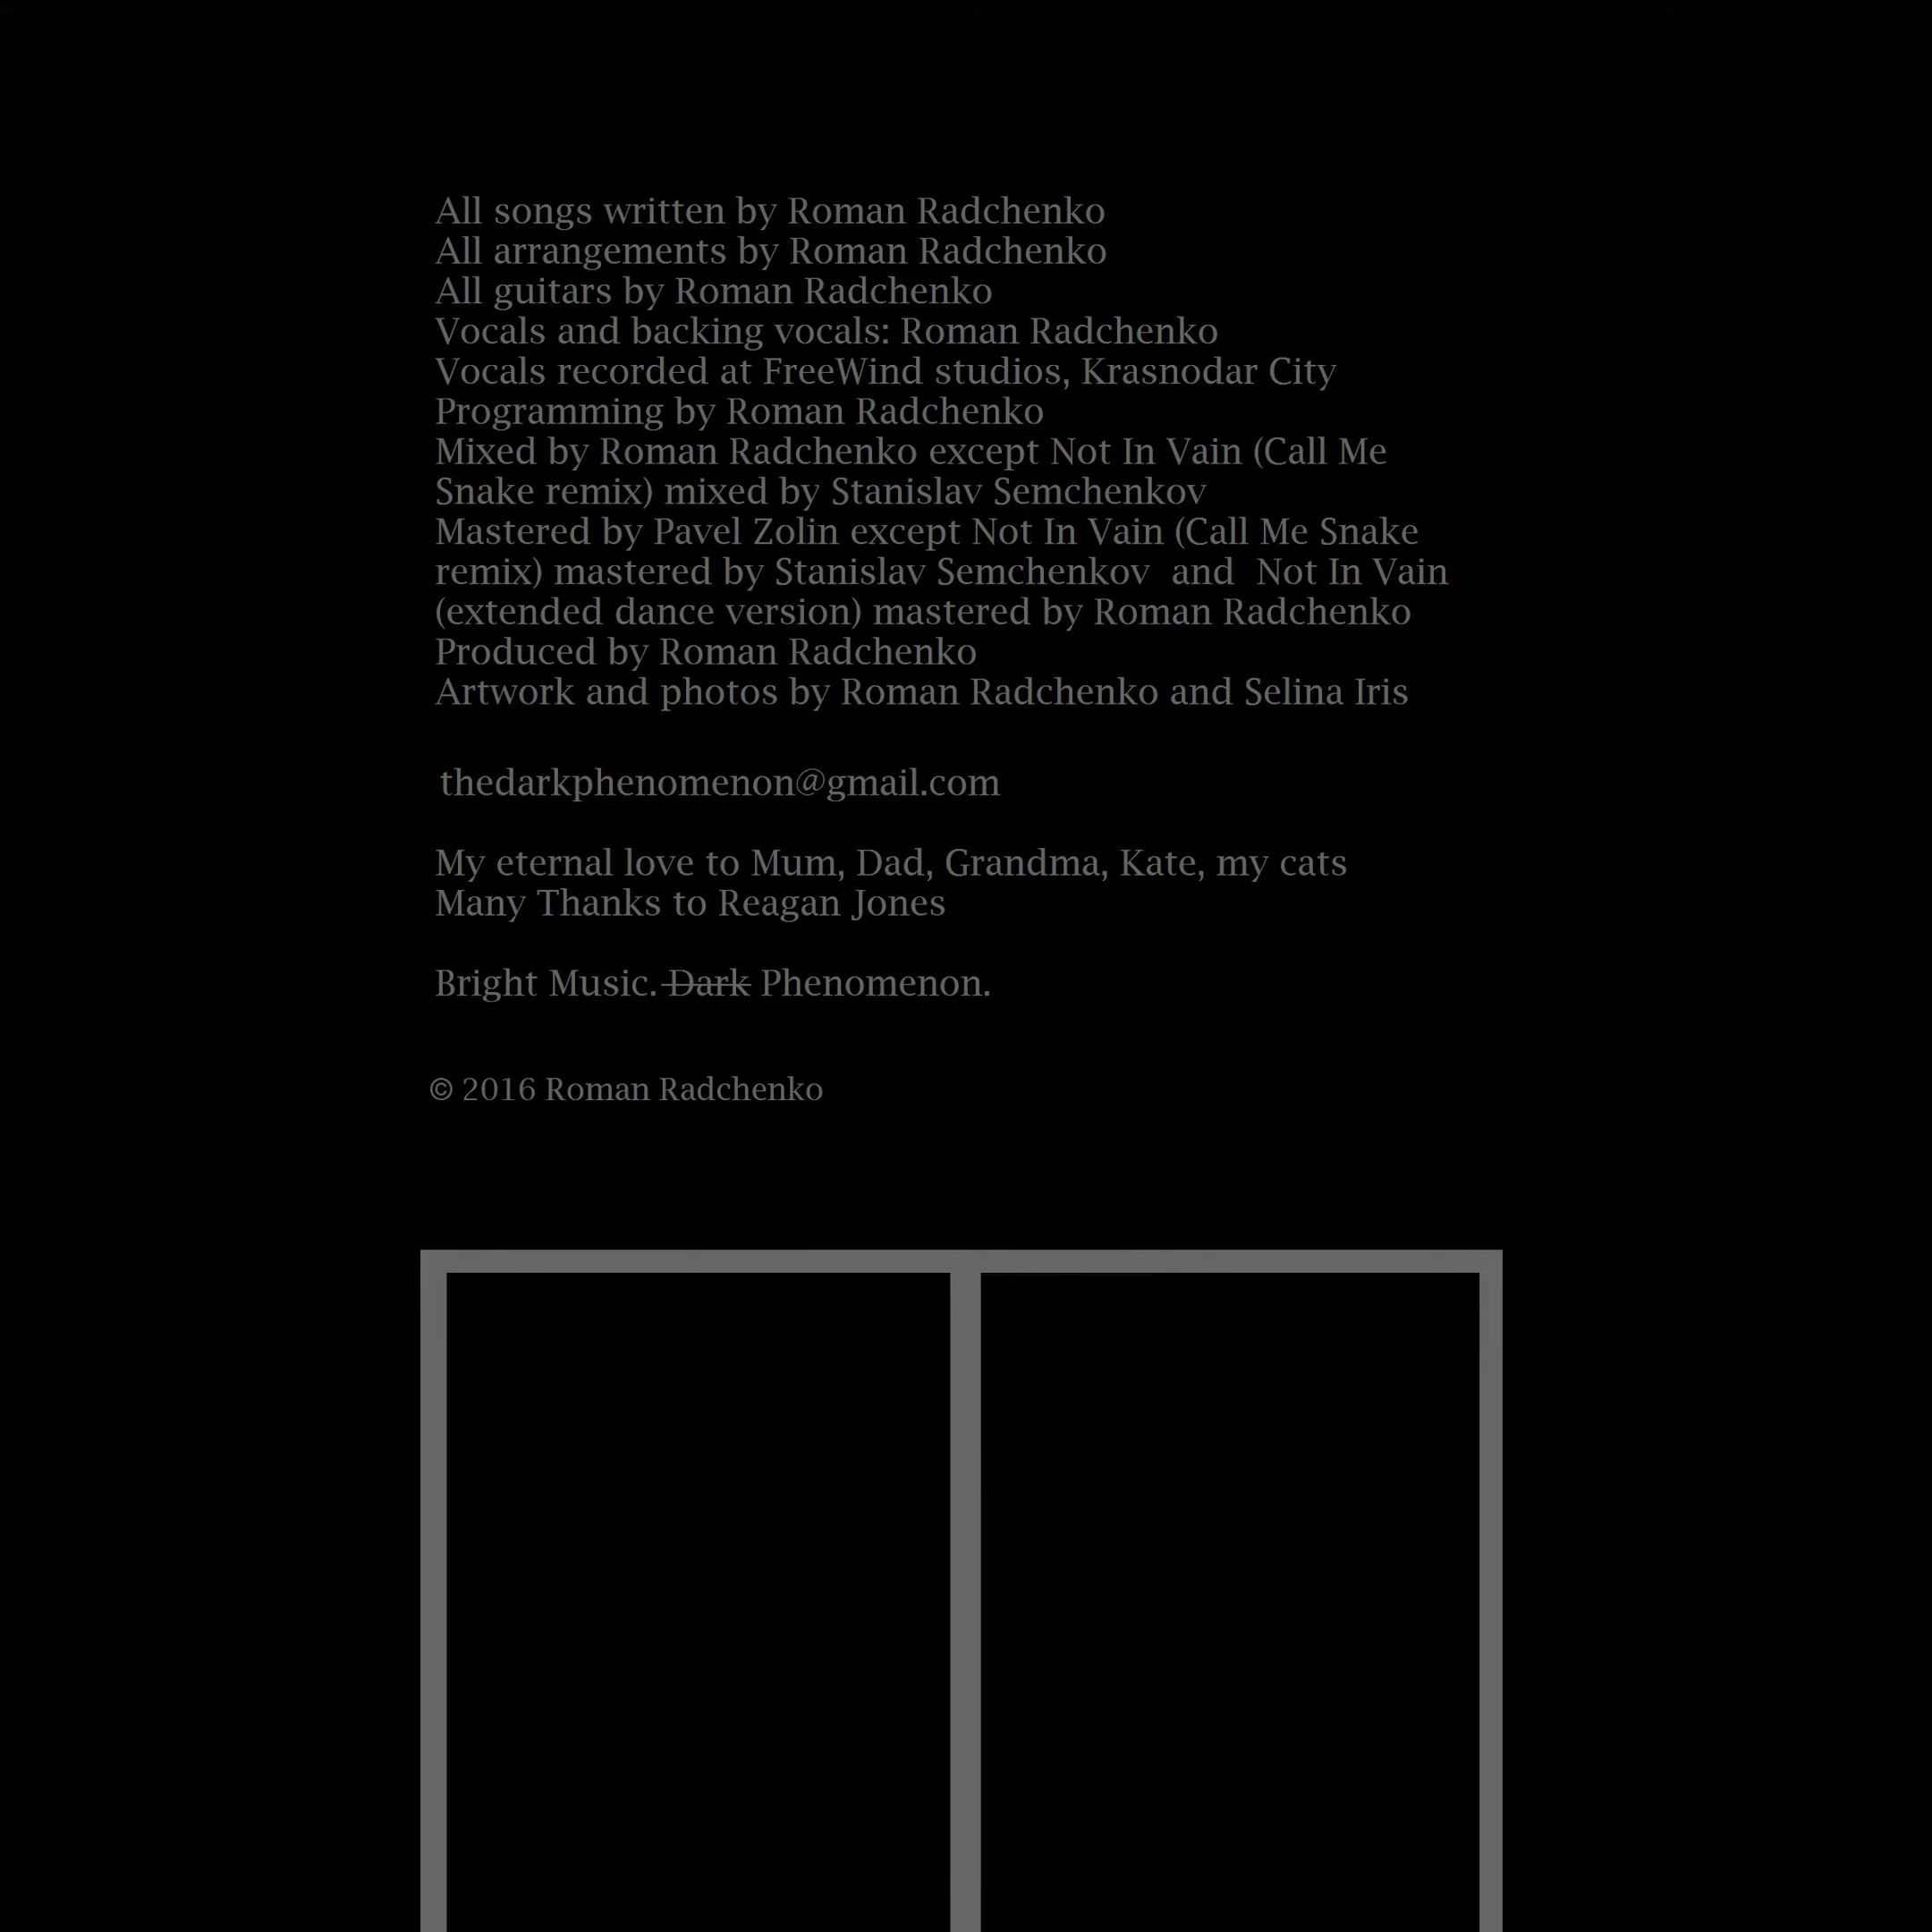 All songs written by Roman Radchenko
All arrangements by Roman Radchenko
All guitars by Roman Radchenko
Vocals and backing vocals: Roman Radchenko
Vocals recorded at FreeWind studios, Krasnodar City
Programming by Roman Radchenko
Mixed by Roman Radchenko except Not In Vain (Call Me
Snake remix) mixed by Stanislav Semchenkov
Mastered by Pavel Zolin except Not In Vain (Call Me Snake
remix) mastered by Stanislav Semchenkov  and  Not In Vain
(extended dance version) mastered by Roman Radchenko
Produced by Roman Radchenko
Artwork and photos by Roman Radchenko and Selina Iris
thedarkphenomenon@gmail.com
My eternal love to Mum, Dad, Grandma, Kate, my cats
Many Thanks to Reagan Jones
Bright Music. Dark Phenomenon.
© 2016 Roman Radchenko